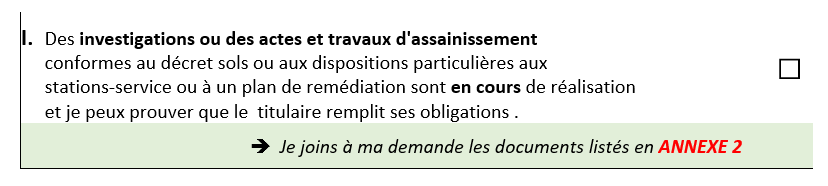 I. Des investigations ou des actes et travaux d'assainissement
conformes au décret sols ou aux dispositions particulières aux
stations-service ou à un plan de remédiation sont en cours de réalisation
et je peux prouver que le  titulaire remplit ses obligations .
➔ Je joins à ma demande les documents listés en ANNEXE 2